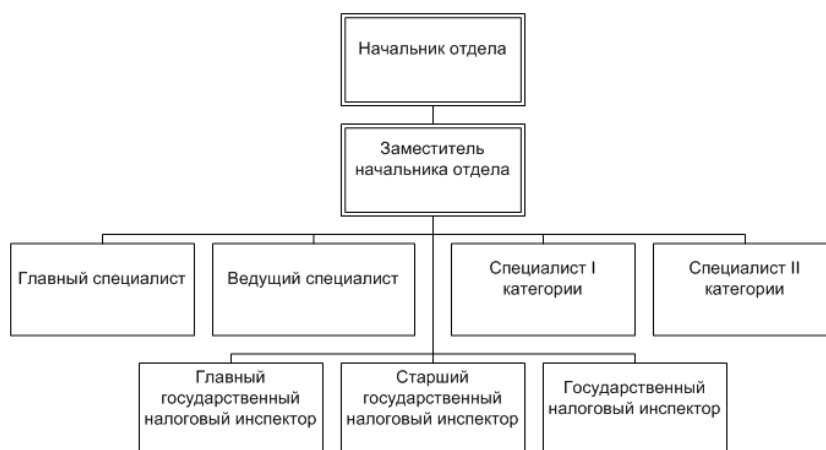 Начальник отдела
Заместитель
начальника отдела
Главный специалист
Ведущий специалист
Специалист I
категории
Специалист II
категории
Главный
государственный
налоговый инспектор
Старший
государственный
налоговый инспектор
Государственный
налоговый инспектор